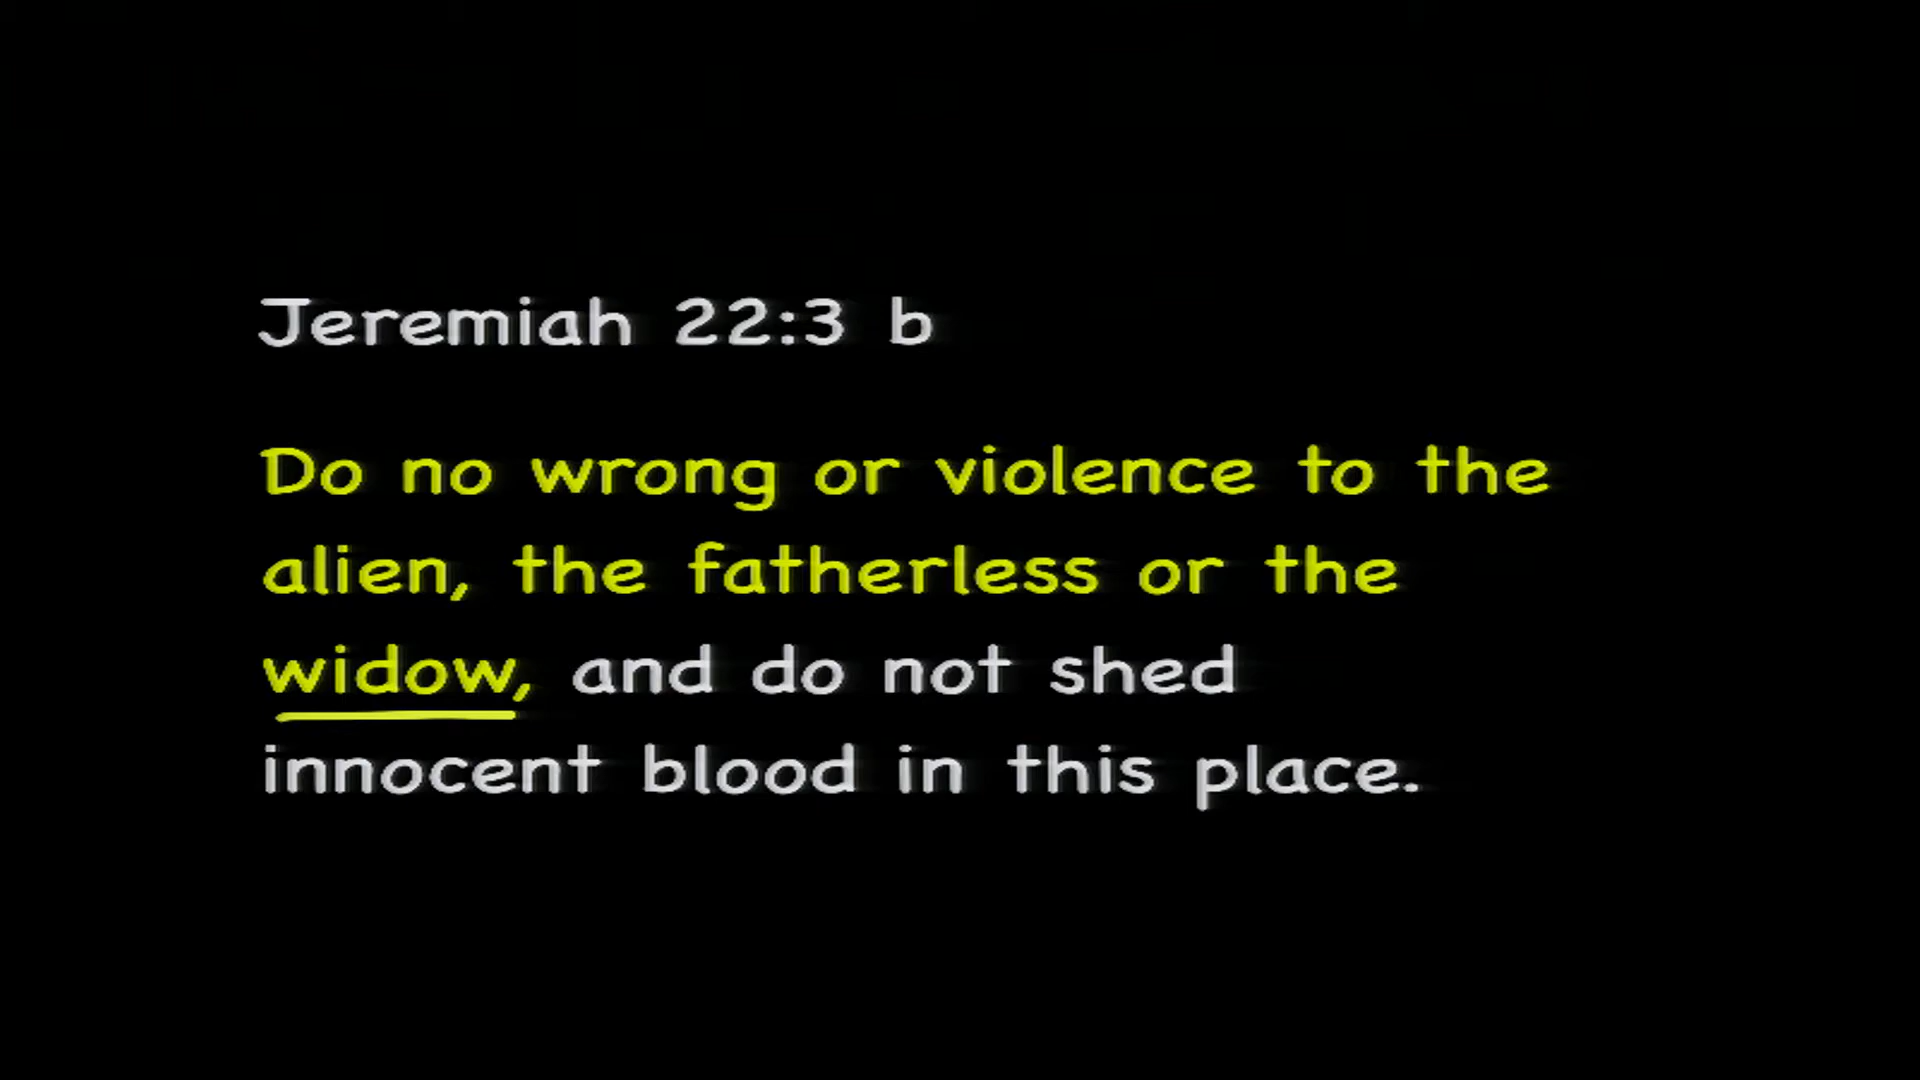 Jeremiah 22:3 b
Do no wrong or violence to the
alien, the fatherless or the
widow, and do not shed
innocent blood in this place.